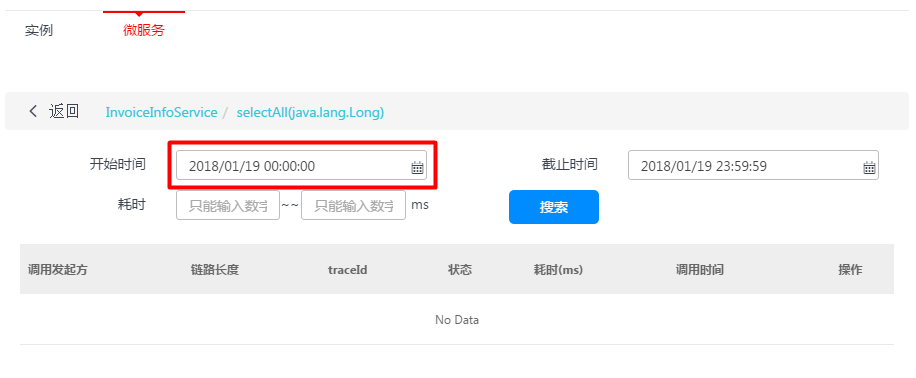 实例 微服务
返回 InvoiceInfoService / selectAll(java.lang.Long)
开始时间 2018/01/19 00:00:00 截止时间 2018/01/19 23:59:59
耗时 只能输入数字 ~~ 只能输入数字 ms 搜索
调用发起方 链路长度 traceId 状态 耗时(ms) 调用时间 操作
No Data